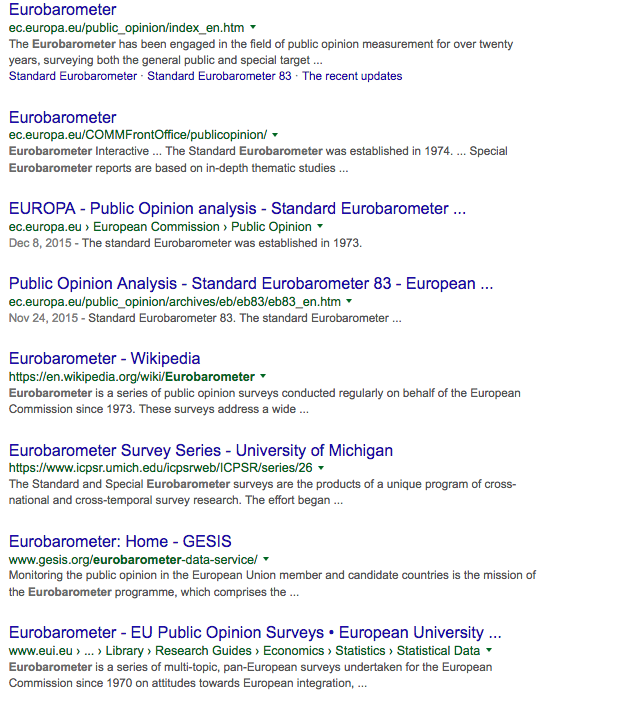 Eurobarometer
ec.europa.eu/public_opinion/index_en.htm
The Eurobarometer has been engaged in the field of public opinion measurement for over twenty
years, surveying both the general public and special target ...
Standard Eurobarometer · Standard Eurobarometer 83 · The recent updates
Eurobarometer
ec.europa.eu/COMMFrontOffice/publicopinion/
Eurobarometer Interactive ... The Standard Eurobarometer was established in 1974. ... Special
Eurobarometer reports are based on in-depth thematic studies ...
EUROPA - Public Opinion analysis - Standard Eurobarometer ...
ec.europa.eu › European Commission › Public Opinion
Dec 8, 2015 - The standard Eurobarometer was established in 1973.
Public Opinion Analysis - Standard Eurobarometer 83 - European ...
ec.europa.eu/public_opinion/archives/eb/eb83/eb83_en.htm
Nov 24, 2015 - Standard Eurobarometer 83. The standard Eurobarometer ...
Eurobarometer - Wikipedia
https://en.wikipedia.org/wiki/Eurobarometer
Eurobarometer is a series of public opinion surveys conducted regularly on behalf of the European
Commission since 1973. These surveys address a wide ...
Eurobarometer Survey Series - University of Michigan
https://www.icpsr.umich.edu/icpsrweb/ICPSR/series/26
The Standard and Special Eurobarometer surveys are the products of a unique program of cross-
national and cross-temporal survey research. The effort began ...
Eurobarometer: Home - GESIS
www.gesis.org/eurobarometer-data-service/
Monitoring the public opinion in the European Union member and candidate countries is the mission of
the Eurobarometer programme, which comprises the ...
Eurobarometer - EU Public Opinion Surveys • European University ...
www.eui.eu › ... › Library › Research Guides › Economics › Statistics › Statistical Data
Eurobarometer is a series of multi-topic, pan-European surveys undertaken for the European
Commission since 1970 on attitudes towards European integration, ...